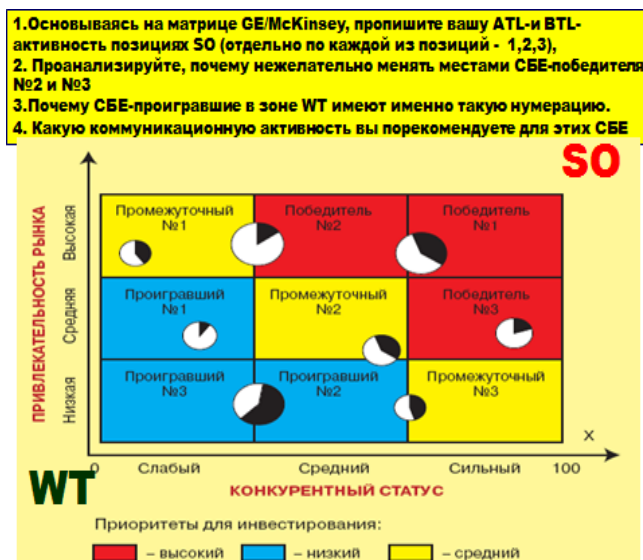 1.Основываясь на матрице GE/McKinsey, пропишите вашу ATL-и BTL-
активность позициях SO (отдельно по каждой из позиций - 1,2,3),
2. Проанализируйте, почему нежелательно менять местами СБЕ-победителя
№2 и №3
3.Почему СБЕ-проигравшие в зоне WT имеют именно такую нумерацию.
4. Какую коммуникационную активность вы порекомендуете для этих СБЕ
SO
ПРИВЛЕКАТЕЛЬНОСТЬ РЫНКА
Высокая
Промежуточный
№1
Победитель
№2
Победитель
№1
Средняя
Проигравший
№1
Промежуточный
№2
Победитель
№3
Низкая
Проигравший
№3
Проигравший
№2
Промежуточный
№3
X
WT
0 Слабый Средний Сильный 100
КОНКУРЕНТНЫЙ СТАТУС
Приоритеты для инвестирования:
– высокий – низкий – средний